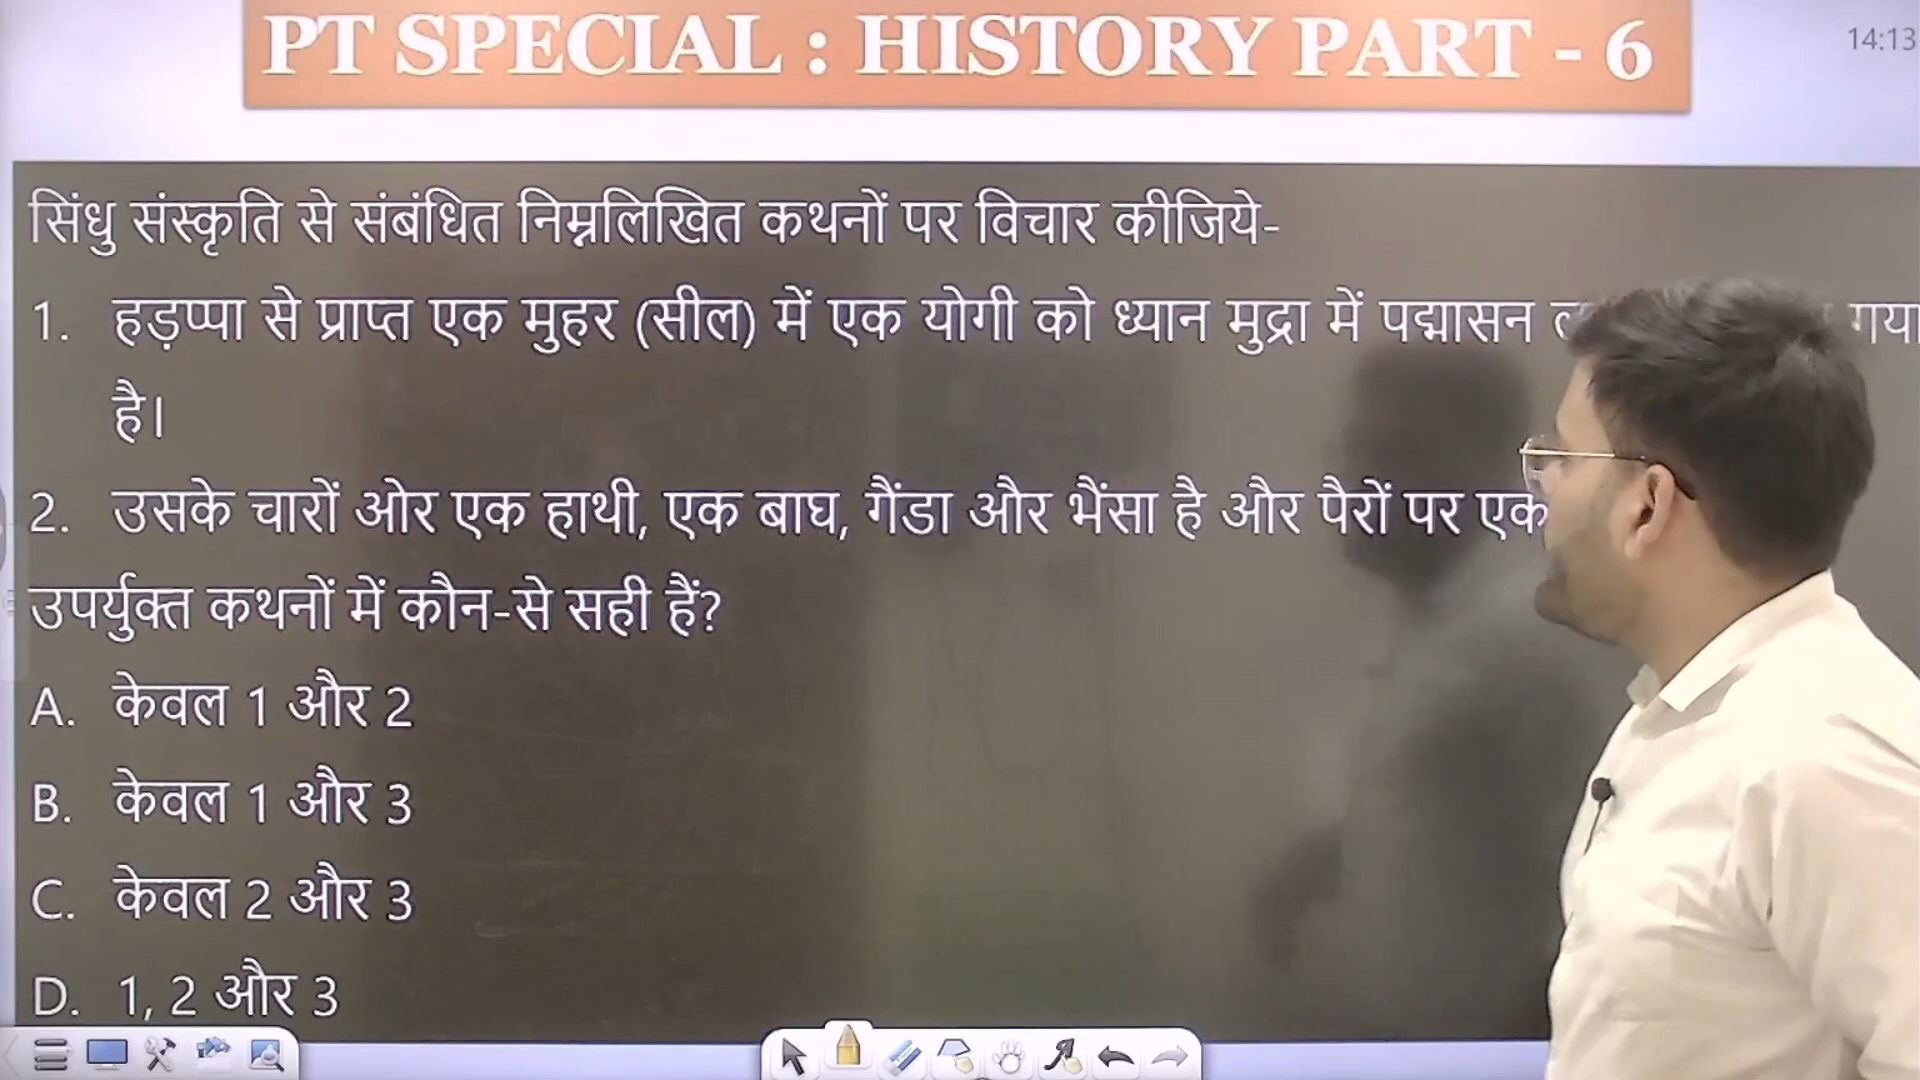 PT SPECIAL : HISTORY PART - 6
14:13
सिंधु संस्कृति से संबंधित निम्नलिखित कथनों पर विचार कीजिये-
1. हड़प्पा से प्राप्त एक मुहर (सील) में एक योगी को ध्यान मुद्रा में पद्मासन गया
है।
2. उसके चारों ओर एक हाथी, एक बाघ, गैंडा और भैंसा है और पैरों पर एक
उपर्युक्त कथनों में कौन-से सही हैं?
A. केवल 1 और 2
B. केवल 1 और 3
C. केवल 2 और 3
D. 1, 2 और 3